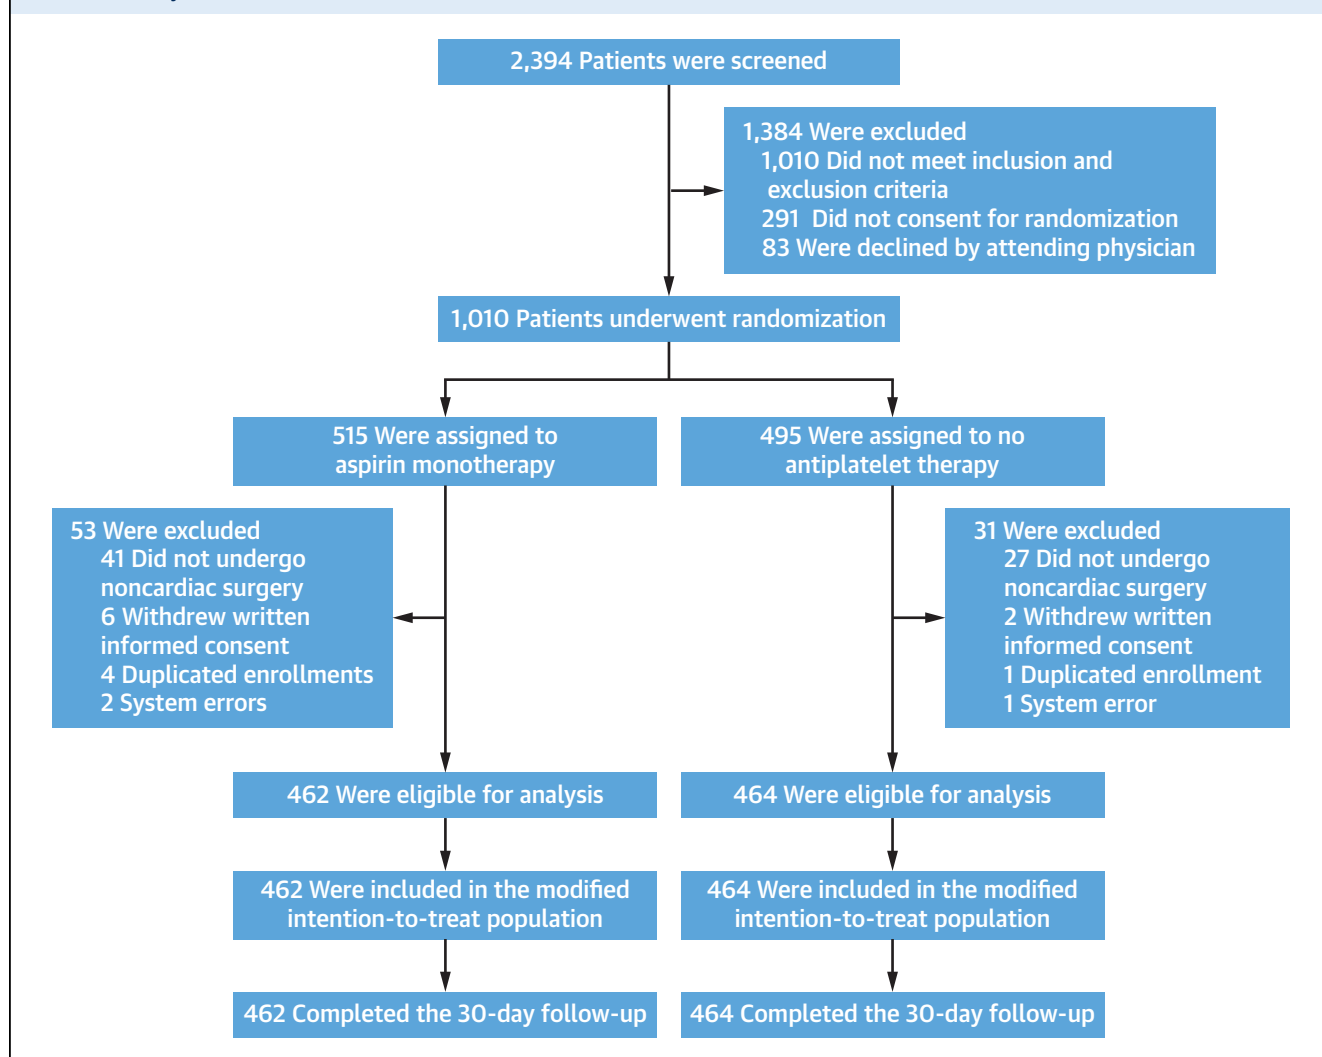 2,394 Patients were screened
1,384 Were excluded
1,010 Did not meet inclusion and
exclusion criteria
291 Did not consent for randomization
83 Were declined by attending physician
1,010 Patients underwent randomization
515 Were assigned to
aspirin monotherapy
495 Were assigned to no
antiplatelet therapy
53 Were excluded
41 Did not undergo
noncardiac surgery
6 Withdrew written
informed consent
4 Duplicated enrollments
2 System errors
31 Were excluded
27 Did not undergo
noncardiac surgery
2 Withdrew written
informed consent
1 Duplicated enrollment
1 System error
462 Were eligible for analysis
464 Were eligible for analysis
462 Were included in the modified
intention-to-treat population
464 Were included in the modified
intention-to-treat population
462 Completed the 30-day follow-up
464 Completed the 30-day follow-up